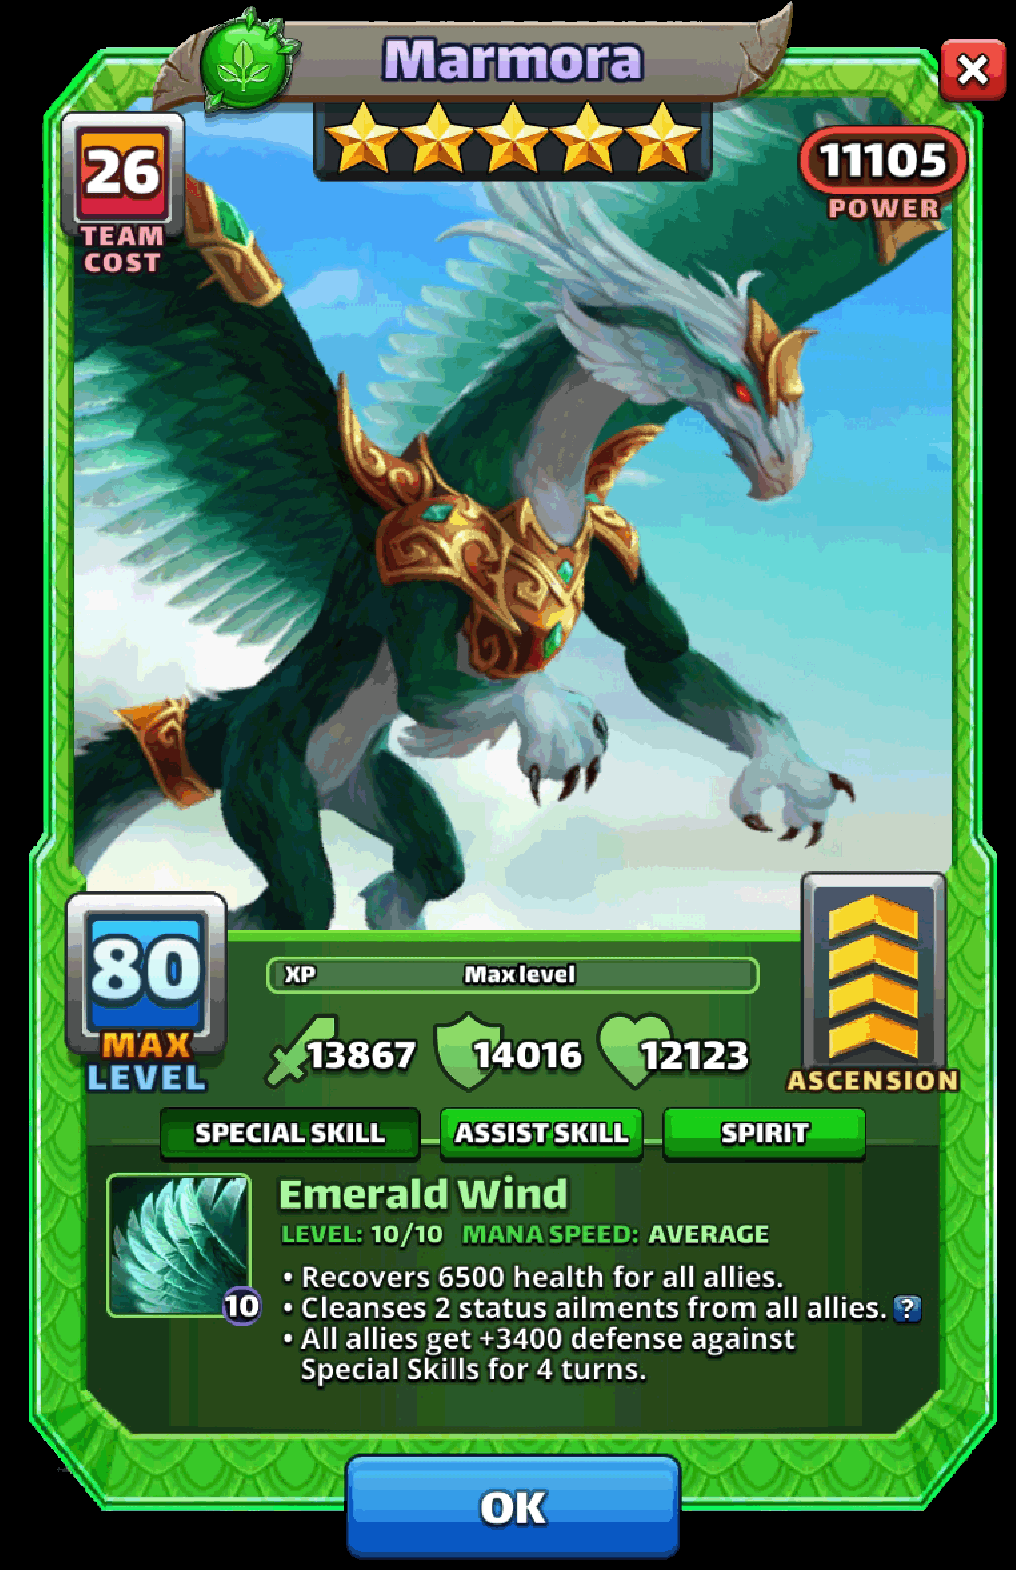 Marmora
26
TEAM
COST
11105
POWER
80
MAX
LEVEL
XP
Max level
13867
14016
12123
ASCENSION
SPECIAL SKILL
ASSIST SKILL
SPIRIT
Emerald Wind
LEVEL: 10/10 MANA SPEED: AVERAGE
10
• Recovers 6500 health for all allies.
• Cleanses 2 status ailments from all allies. ?
• All allies get +3400 defense against
Special Skills for 4 turns.
OK